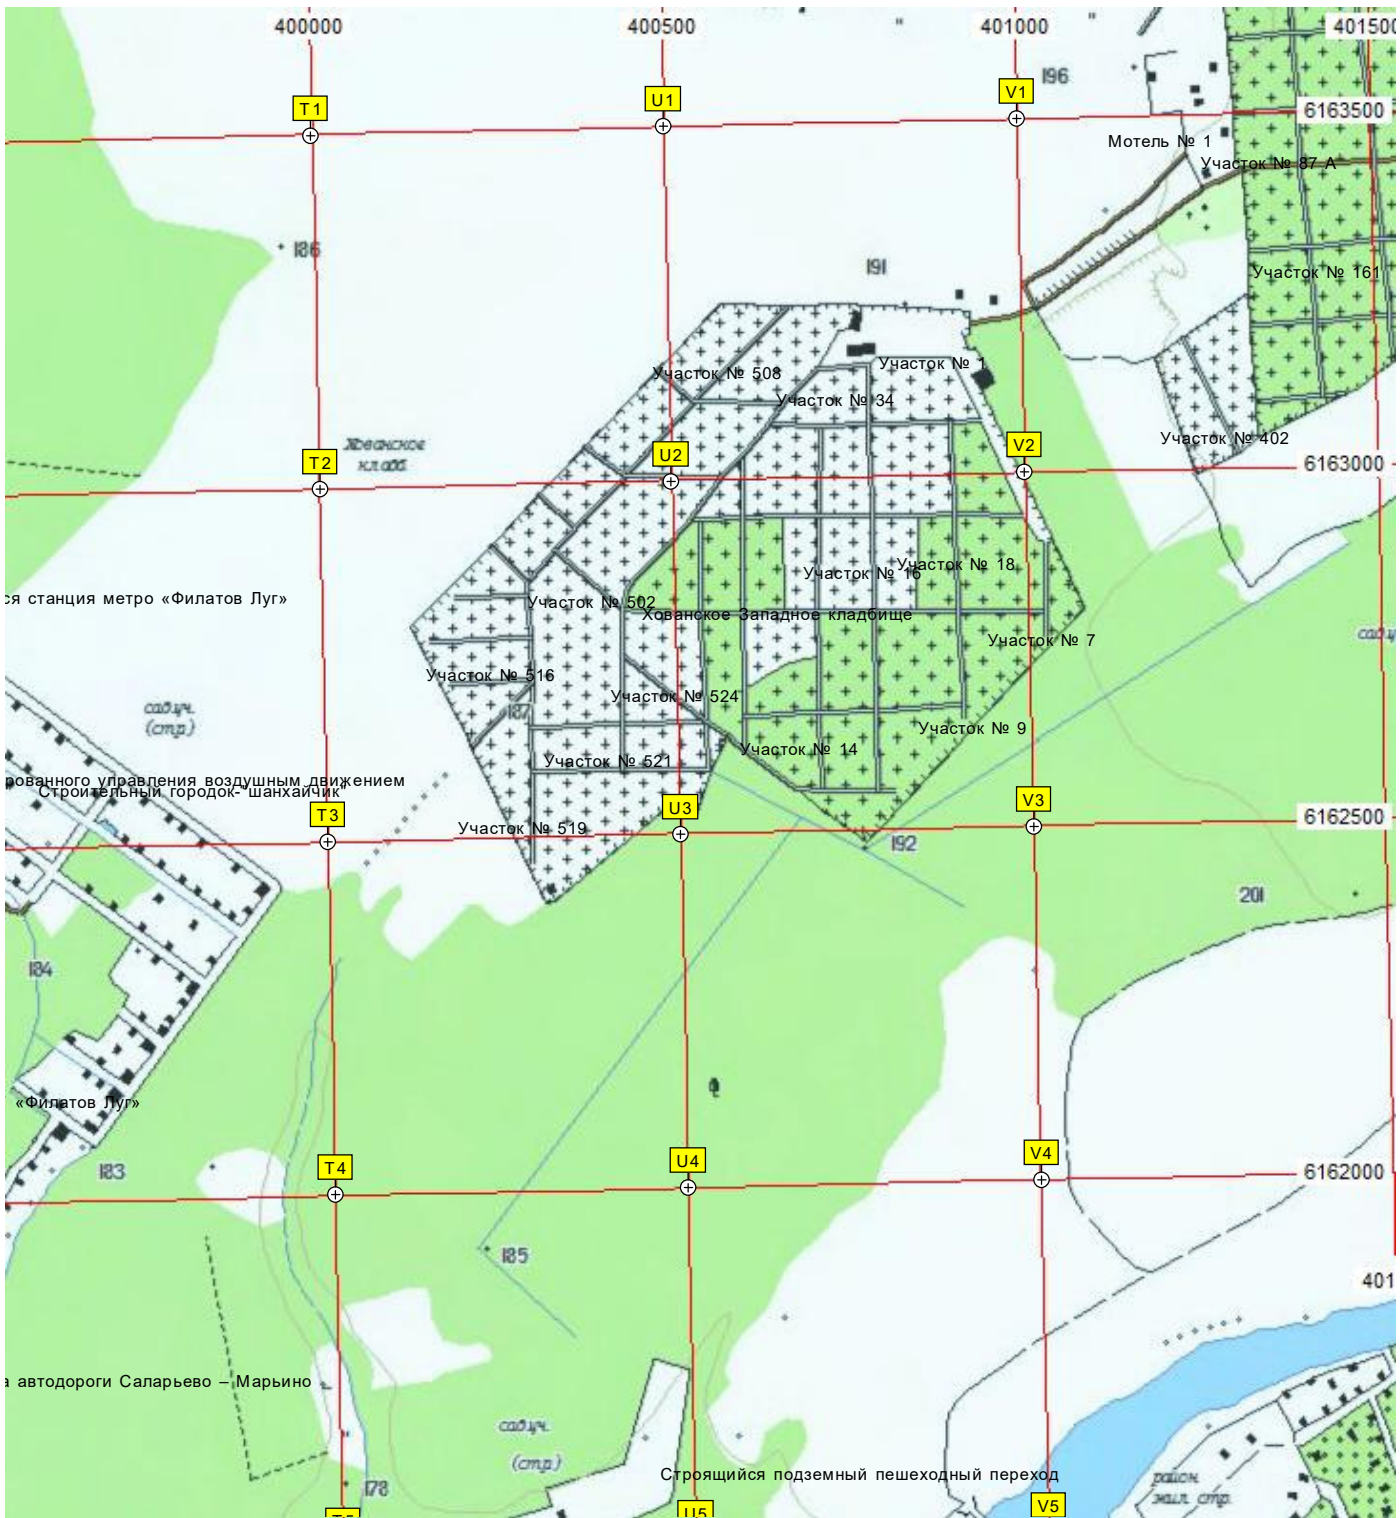 400000
400500
401000
401500
196
T1
U1
V1
6163500
Мотель № 1
Участок № 87 А
186
191
Участок № 161
Участок № 508
Участок № 1
Участок № 34
Участок № 402
Хованское
кладб.
T2
U2
V2
6163000
ся станция метро «Филатов Луг»
Участок № 502
Участок № 16
Участок № 18
Хованское Западное кладбище
Участок № 7
Участок № 516
Участок № 524
187
сад.уч.
(стр.)
Участок № 9
Участок № 14
Участок № 521
рованного управления воздушным движением
Строительный городок-"шанхайчик"
T3
U3
V3
6162500
Участок № 519
192
201
184
«Филатов Луг»
183
T4
U4
V4
6162000
185
401
а автодороги Саларьево – Марьино
сад.уч.
(стр.)
Строящийся подземный пешеходный переход
178
район
жил. стр.
T5
U5
V5